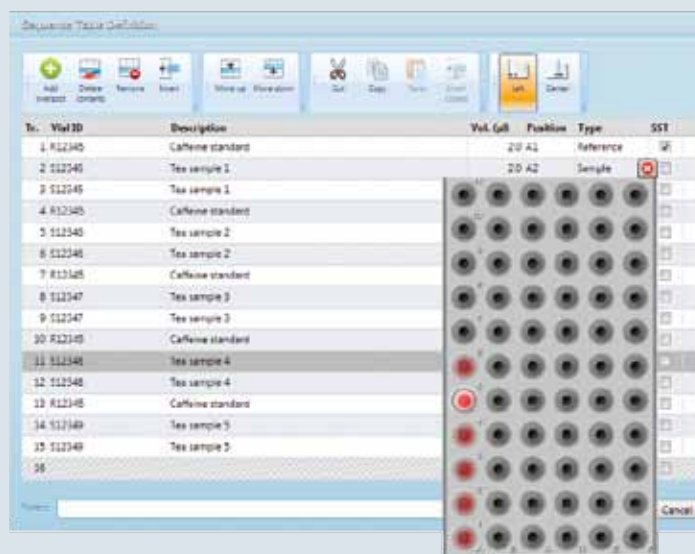 Sequence Table Definition
Add Delete Remove Insert Move up Move down Cut Copy Left Center
contents
Tr. Vial ID Description Vol. (µl) Position Type SST
1 R12345 Caffeine standard 2.0 A1 Reference
2 S12345 Tea sample 1 2.0 A2 Sample
3 S12345 Tea sample 1
4 R12345 Caffeine standard
5 S12346 Tea sample 2
6 S12346 Tea sample 2
7 R12345 Caffeine standard
8 S12347 Tea sample 3
9 S12347 Tea sample 3
10 R12345 Caffeine standard
11 S12348 Tea sample 4
12 S12348 Tea sample 4
13 R12345 Caffeine standard
14 S12349 Tea sample 5
15 S12349 Tea sample 5
16
Cancel